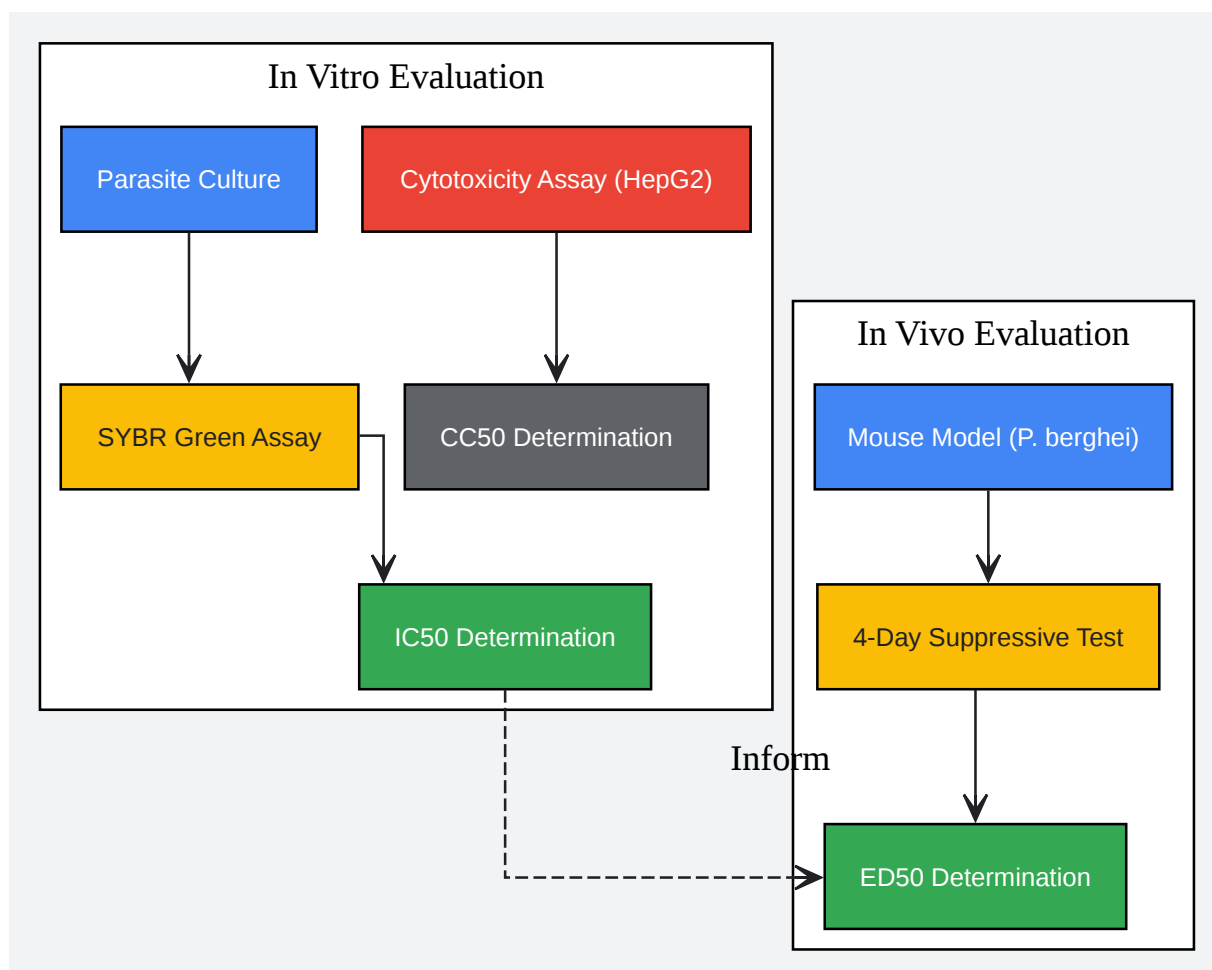 In Vitro Evaluation
Parasite Culture
Cytotoxicity Assay (HepG2)
SYBR Green Assay
CC50 Determination
IC50 Determination
In Vivo Evaluation
Mouse Model (P. berghei)
4-Day Suppressive Test
Inform
ED50 Determination